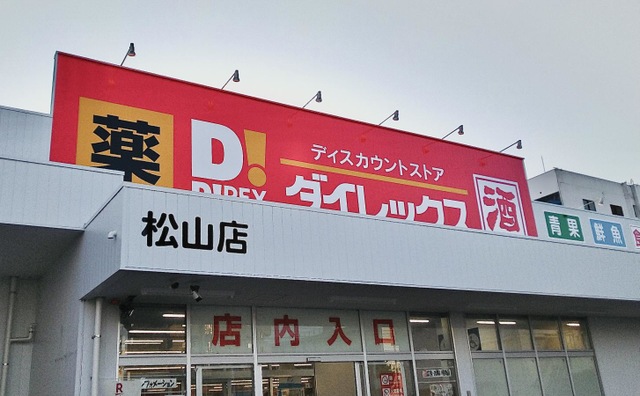 薬
D!
DiREX
ディスカウントストア
ダイレックス
酒
松山店
青果
鮮魚
店内入口